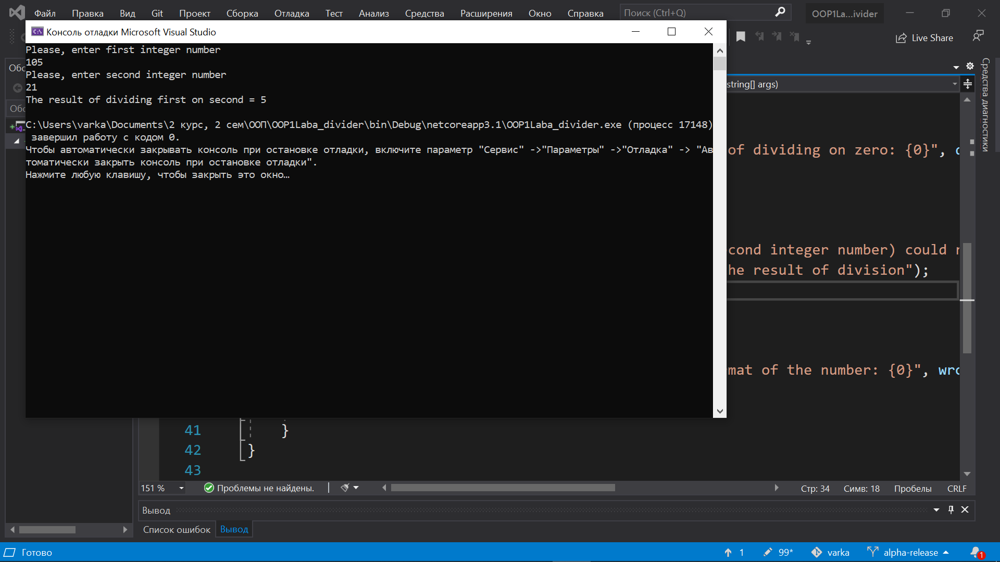 Файл Правка Вид Git Проект Сборка Отладка Тест Анализ Средства Расширения Окно Справка Поиск (Ctrl+Q) OOP1La...ivider
Live Share
C:\ Консоль отладки Microsoft Visual Studio
Please, enter first integer number
105
Please, enter second integer number
21
The result of dividing first on second = 5
C:\Users\varka\Documents\2 курс, 2 сем\ООП\OOP1Laba_divider\bin\Debug\netcoreapp3.1\OOP1Laba_divider.exe (процесс 17148)
завершил работу с кодом 0.
Чтобы автоматически закрывать консоль при остановке отладки, включите параметр "Сервис" ->"Параметры" ->"Отладка" -> "Ав
томатически закрыть консоль при остановке отладки".
Нажмите любую клавишу, чтобы закрыть это окно…
Обо
Обо
string[] args)
of dividing on zero: {0}",
cond integer number) could
he result of division");
mat of the number: {0}", wro
Средства диагностики
41 }
42 }
43
151 % Проблемы не найдены. Стр: 34 Симв: 18 Пробелы CRLF
Вывод
Список ошибок Вывод
Готово 1 99* varka alpha-release 1